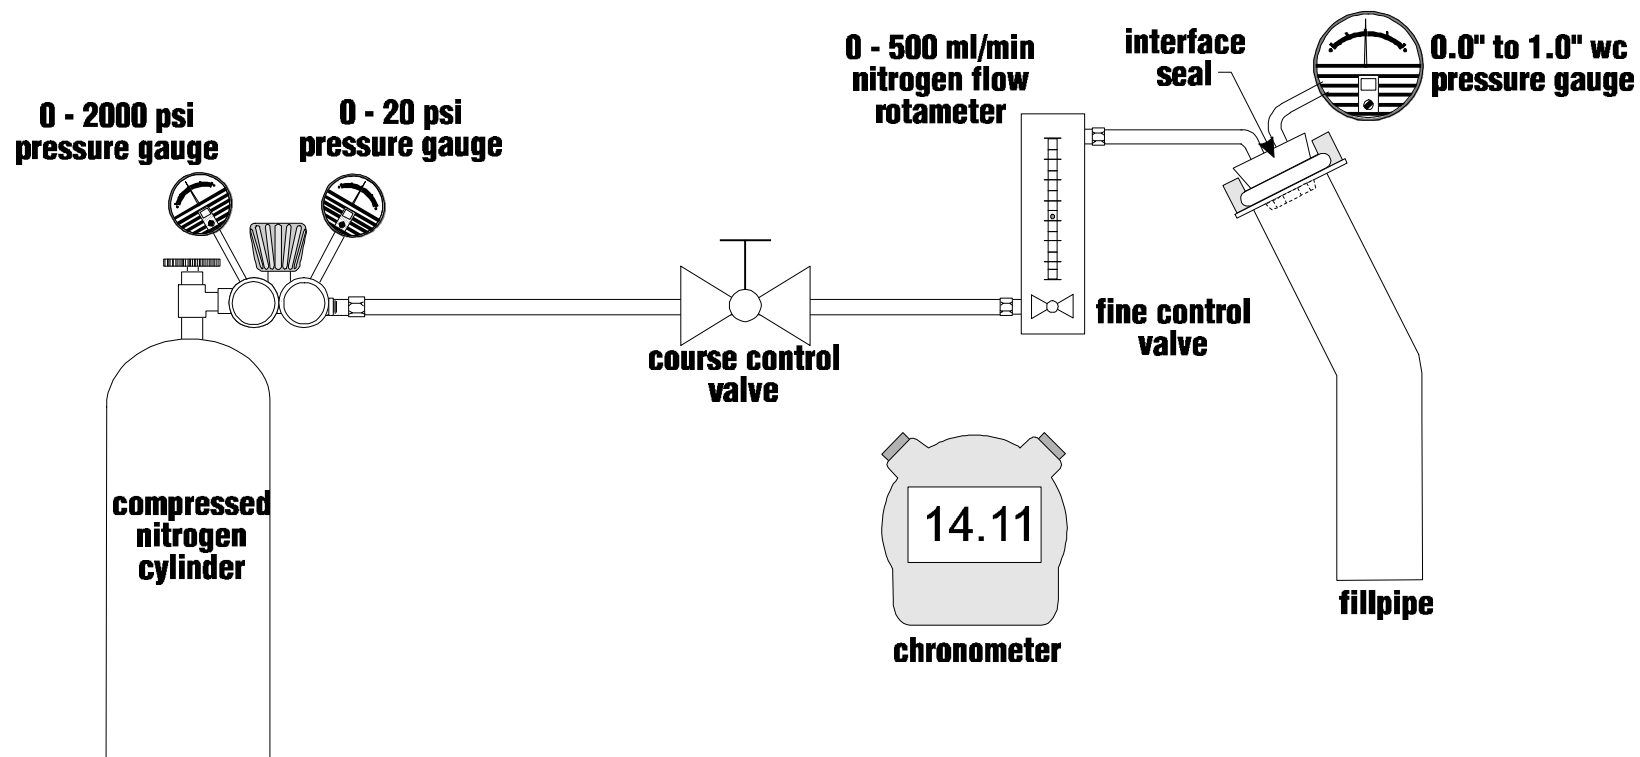 0 - 2000 psi
pressure gauge
0 - 20 psi
pressure gauge
0 - 500 ml/min
nitrogen flow
rotameter
interface
seal
0.0" to 1.0" wc
pressure gauge
fine control
valve
course control
valve
compressed
nitrogen
cylinder
14.11
chronometer
fillpipe